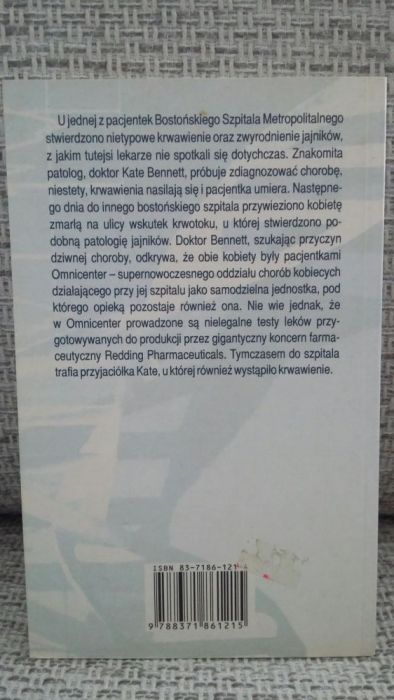 U jednej z pacjentek Bostońskiego Szpitala Metropolitalnego
stwierdzono nietypowe krwawienie oraz zwyrodnienie jajników,
z jakim tutejsi lekarze nie spotkali się dotychczas. Znakomita
patolog, doktor Kate Bennett, próbuje zdiagnozować chorobę,
niestety, krwawienia nasilają się i pacjentka umiera. Następne-
go dnia do innego bostońskiego szpitala przywieziono kobietę
zmarłą na ulicy wskutek krwotoku, u której stwierdzono po-
dobną patologię jajników. Doktor Bennett, szukając przyczyn
dziwnej choroby, odkrywa, że obie kobiety były pacjentkami
Omnicenter – supernowoczesnego oddziału chorób kobiecych
działającego przy jej szpitalu jako samodzielna jednostka, pod
którego opieką pozostaje również ona. Nie wie jednak, że
w Omnicenter prowadzone są nielegalne testy leków przy-
gotowywanych do produkcji przez gigantyczny koncern farma-
ceutyczny Redding Pharmaceuticals. Tymczasem do szpitala
trafia przyjaciółka Kate, u której również wystąpiło krwawienie.
ISBN 83-7186-121
9 788371 861215